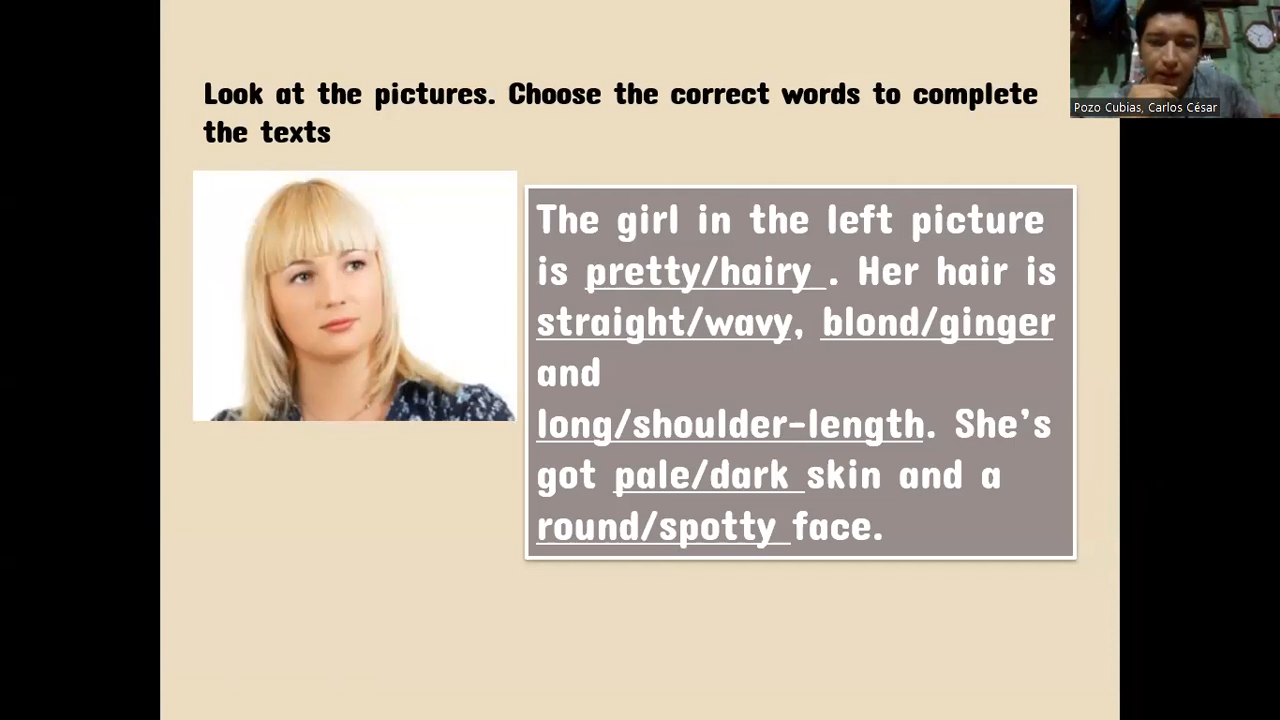 Look at the pictures. Choose the correct words to complete
the texts
Pozo Cubias, Carlos César
The girl in the left picture
is pretty/hairy . Her hair is
straight/wavy, blond/ginger
and
long/shoulder-length. She's
got pale/dark skin and a
round/spotty face.